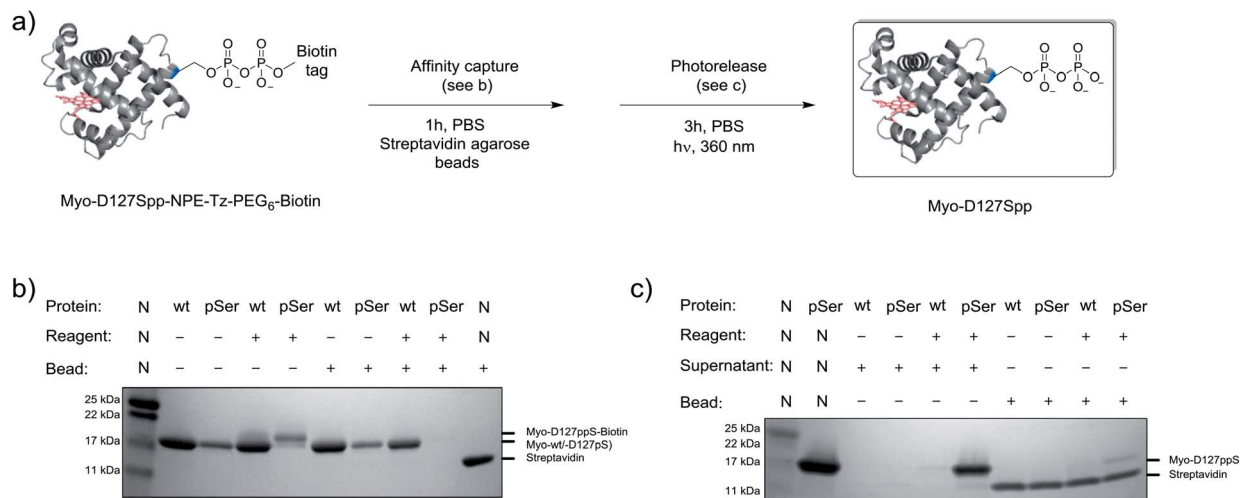 a)
O O
P P
O O O
O- O-
Biotin
tag
Affinity capture
(see b)
1h, PBS
Streptavidin agarose
beads
Photorelease
(see c)
3h, PBS
hν, 360 nm
O O
P P
O O O-
O- O-
Myo-D127Spp-NPE-Tz-PEG6-Biotin
Myo-D127Spp
b)
Protein: N wt pSer wt pSer wt pSer wt pSer N
Reagent: N – – + + – – + + N
Bead: N – – – – + + + + +
25 kDa
22 kDa
17 kDa
11 kDa
Myo-D127ppS-Biotin
Myo-wt/-D127pS)
Streptavidin
c)
Protein: N pSer wt pSer wt pSer wt pSer wt pSer
Reagent: N N – – + + – – + +
Supernatant: N N + + + + – – – –
Bead: N N – – – – + + + +
25 kDa
22 kDa
17 kDa
11 kDa
Myo-D127ppS
Streptavidin